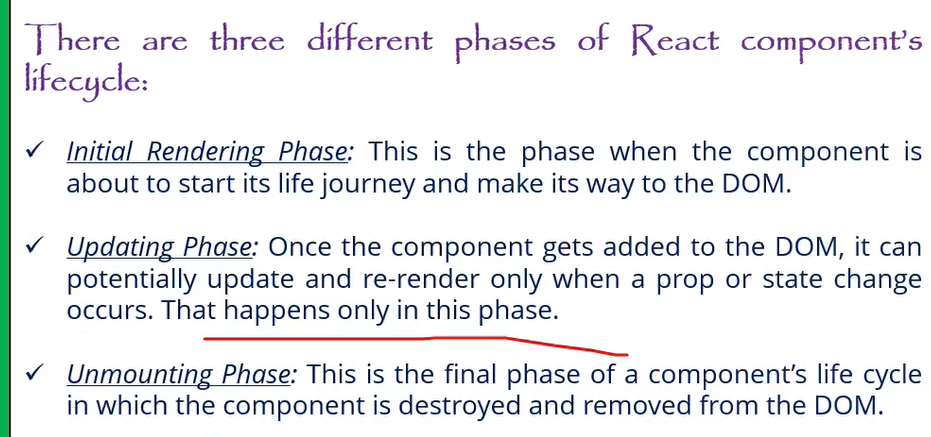 There are three different phases of React component's
lifecycle:
✓ Initial Rendering Phase: This is the phase when the component is
about to start its life journey and make its way to the DOM.
✓ Updating Phase: Once the component gets added to the DOM, it can
potentially update and re-render only when a prop or state change
occurs. That happens only in this phase.
✓ Unmounting Phase: This is the final phase of a component's life cycle
in which the component is destroyed and removed from the DOM.